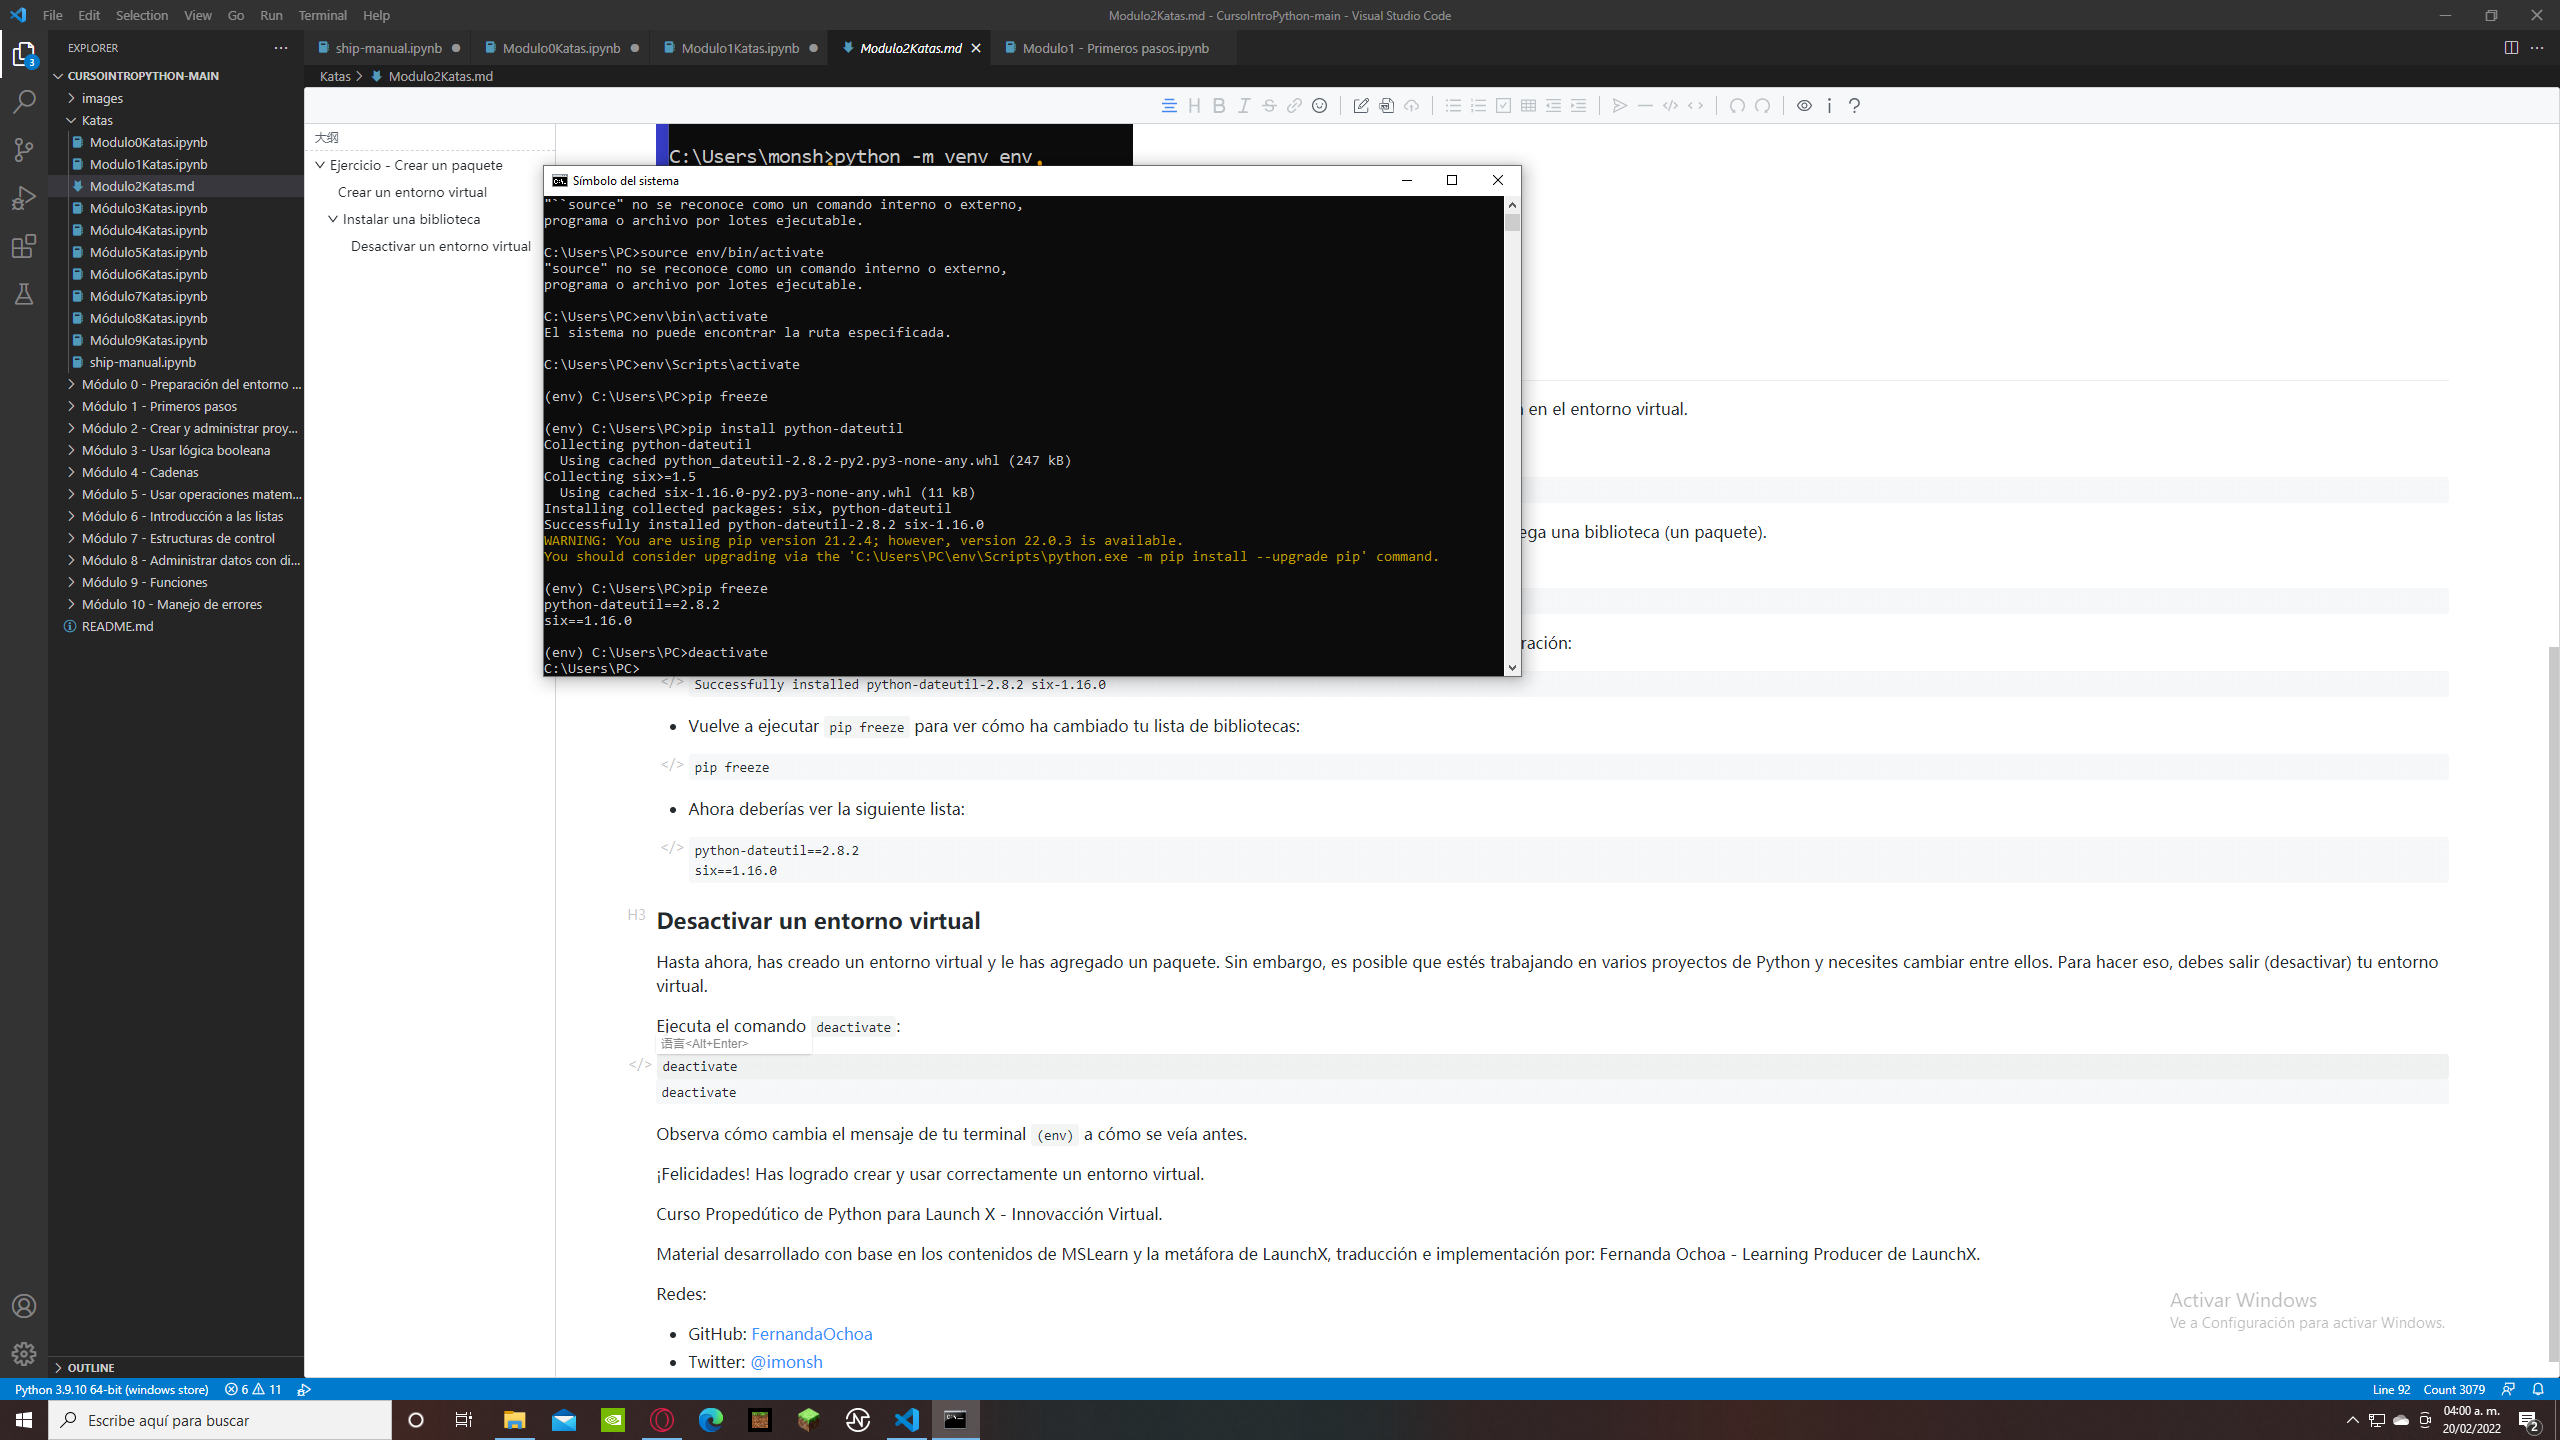 File Edit Selection View Go Run Terminal Help
Modulo2Katas.md - CursoIntroPython-main - Visual Studio Code
EXPLORER
ship-manual.ipynb
Modulo0Katas.ipynb
Modulo1Katas.ipynb
Modulo2Katas.md
Modulo1 - Primeros pasos.ipynb
3
CURSOINTROPYTHON-MAIN
images
Katas
Modulo0Katas.ipynb
Modulo1Katas.ipynb
Modulo2Katas.md
Módulo3Katas.ipynb
Módulo4Katas.ipynb
Módulo5Katas.ipynb
Módulo6Katas.ipynb
Módulo7Katas.ipynb
Módulo8Katas.ipynb
Módulo9Katas.ipynb
ship-manual.ipynb
Módulo 0 - Preparación del entorno ...
Módulo 1 - Primeros pasos
Módulo 2 - Crear y administrar proy...
Módulo 3 - Usar lógica booleana
Módulo 4 - Cadenas
Módulo 5 - Usar operaciones matem...
Módulo 6 - Introducción a las listas
Módulo 7 - Estructuras de control
Módulo 8 - Administrar datos con di...
Módulo 9 - Funciones
Módulo 10 - Manejo de errores
README.md
OUTLINE
Katas > Modulo2Katas.md
大纲
Ejercicio - Crear un paquete
Crear un entorno virtual
Instalar una biblioteca
Desactivar un entorno virtual
C:\Users\monsh>python -m venv env
Símbolo del sistema
"``source" no se reconoce como un comando interno o externo,
programa o archivo por lotes ejecutable.
C:\Users\PC>source env/bin/activate
"source" no se reconoce como un comando interno o externo,
programa o archivo por lotes ejecutable.
C:\Users\PC>env\bin\activate
El sistema no puede encontrar la ruta especificada.
C:\Users\PC>env\Scripts\activate
(env) C:\Users\PC>pip freeze
(env) C:\Users\PC>pip install python-dateutil
Collecting python-dateutil
Using cached python_dateutil-2.8.2-py2.py3-none-any.whl (247 kB)
Collecting six>=1.5
Using cached six-1.16.0-py2.py3-none-any.whl (11 kB)
Installing collected packages: six, python-dateutil
Successfully installed python-dateutil-2.8.2 six-1.16.0
WARNING: You are using pip version 21.2.4; however, version 22.0.3 is available.
You should consider upgrading via the 'C:\Users\PC\env\Scripts\python.exe -m pip install --upgrade pip' command.
(env) C:\Users\PC>pip freeze
python-dateutil==2.8.2
six==1.16.0
(env) C:\Users\PC>deactivate
C:\Users\PC>
en el entorno virtual.
ega una biblioteca (un paquete).
ración:
</> Successfully installed python-dateutil-2.8.2 six-1.16.0
• Vuelve a ejecutar pip freeze para ver cómo ha cambiado tu lista de bibliotecas:
</> pip freeze
• Ahora deberías ver la siguiente lista:
</> python-dateutil==2.8.2
six==1.16.0
H3 Desactivar un entorno virtual
Hasta ahora, has creado un entorno virtual y le has agregado un paquete. Sin embargo, es posible que estés trabajando en varios proyectos de Python y necesites cambiar entre ellos. Para hacer eso, debes salir (desactivar) tu entorno
virtual.
Ejecuta el comando deactivate :
语言<Alt+Enter>
</> deactivate
deactivate
Observa cómo cambia el mensaje de tu terminal (env) a cómo se veía antes.
¡Felicidades! Has logrado crear y usar correctamente un entorno virtual.
Curso Propedútico de Python para Launch X - Innovacción Virtual.
Material desarrollado con base en los contenidos de MSLearn y la metáfora de LaunchX, traducción e implementación por: Fernanda Ochoa - Learning Producer de LaunchX.
Redes:
• GitHub: FernandaOchoa
• Twitter: @imonsh
Activar Windows
Ve a Configuración para activar Windows.
Python 3.9.10 64-bit (windows store) 6 11
Line 92 Count 3079
Escribe aquí para buscar
04:00 a. m.
20/02/2022
2